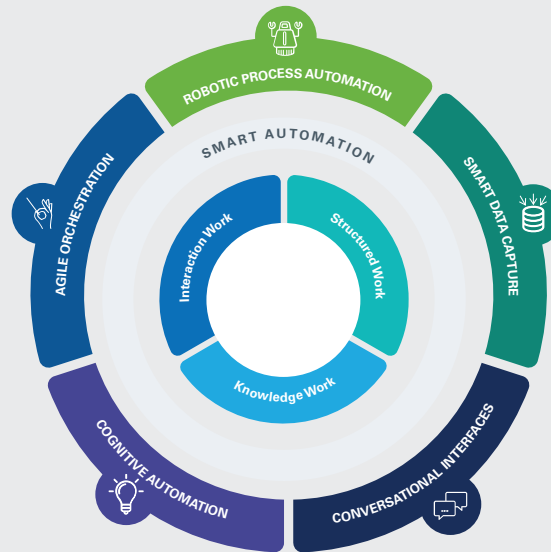 ROBOTIC PROCESS AUTOMATION
SMART AUTOMATION
AGILE ORCHESTRATION
SMART DATA CAPTURE
Interaction Work
Structured Work
Knowledge Work
COGNITIVE AUTOMATION
CONVERSATIONAL INTERFACES